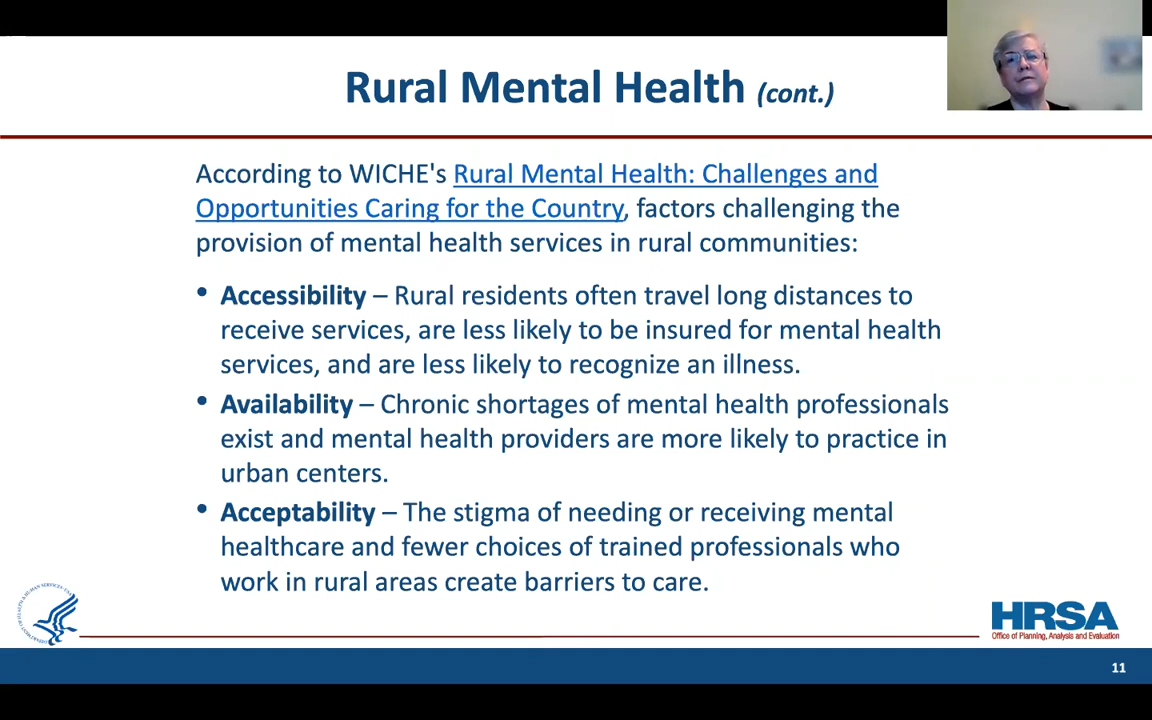 Rural Mental Health (cont.)
According to WICHE's Rural Mental Health: Challenges and
Opportunities Caring for the Country, factors challenging the
provision of mental health services in rural communities:
• Accessibility – Rural residents often travel long distances to
receive services, are less likely to be insured for mental health
services, and are less likely to recognize an illness.
• Availability – Chronic shortages of mental health professionals
exist and mental health providers are more likely to practice in
urban centers.
• Acceptability – The stigma of needing or receiving mental
healthcare and fewer choices of trained professionals who
work in rural areas create barriers to care.
HRSA
Office of Planning, Analysis and Evaluation
11